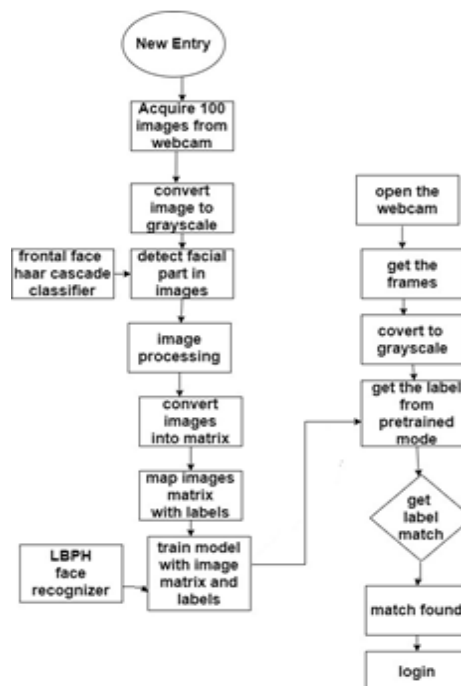 New Entry
Acquire 100
images from
webcam
convert
image to
grayscale
frontal face
haar cascade
classifier
detect facial
part in
images
image
processing
convert
images
into matrix
map images
matrix
with labels
LBPH
face
recognizer
train model
with image
matrix and
labels
open the
webcam
get the
frames
covert to
grayscale
get the label
from
pretrained
mode
get
label
match
match found
login